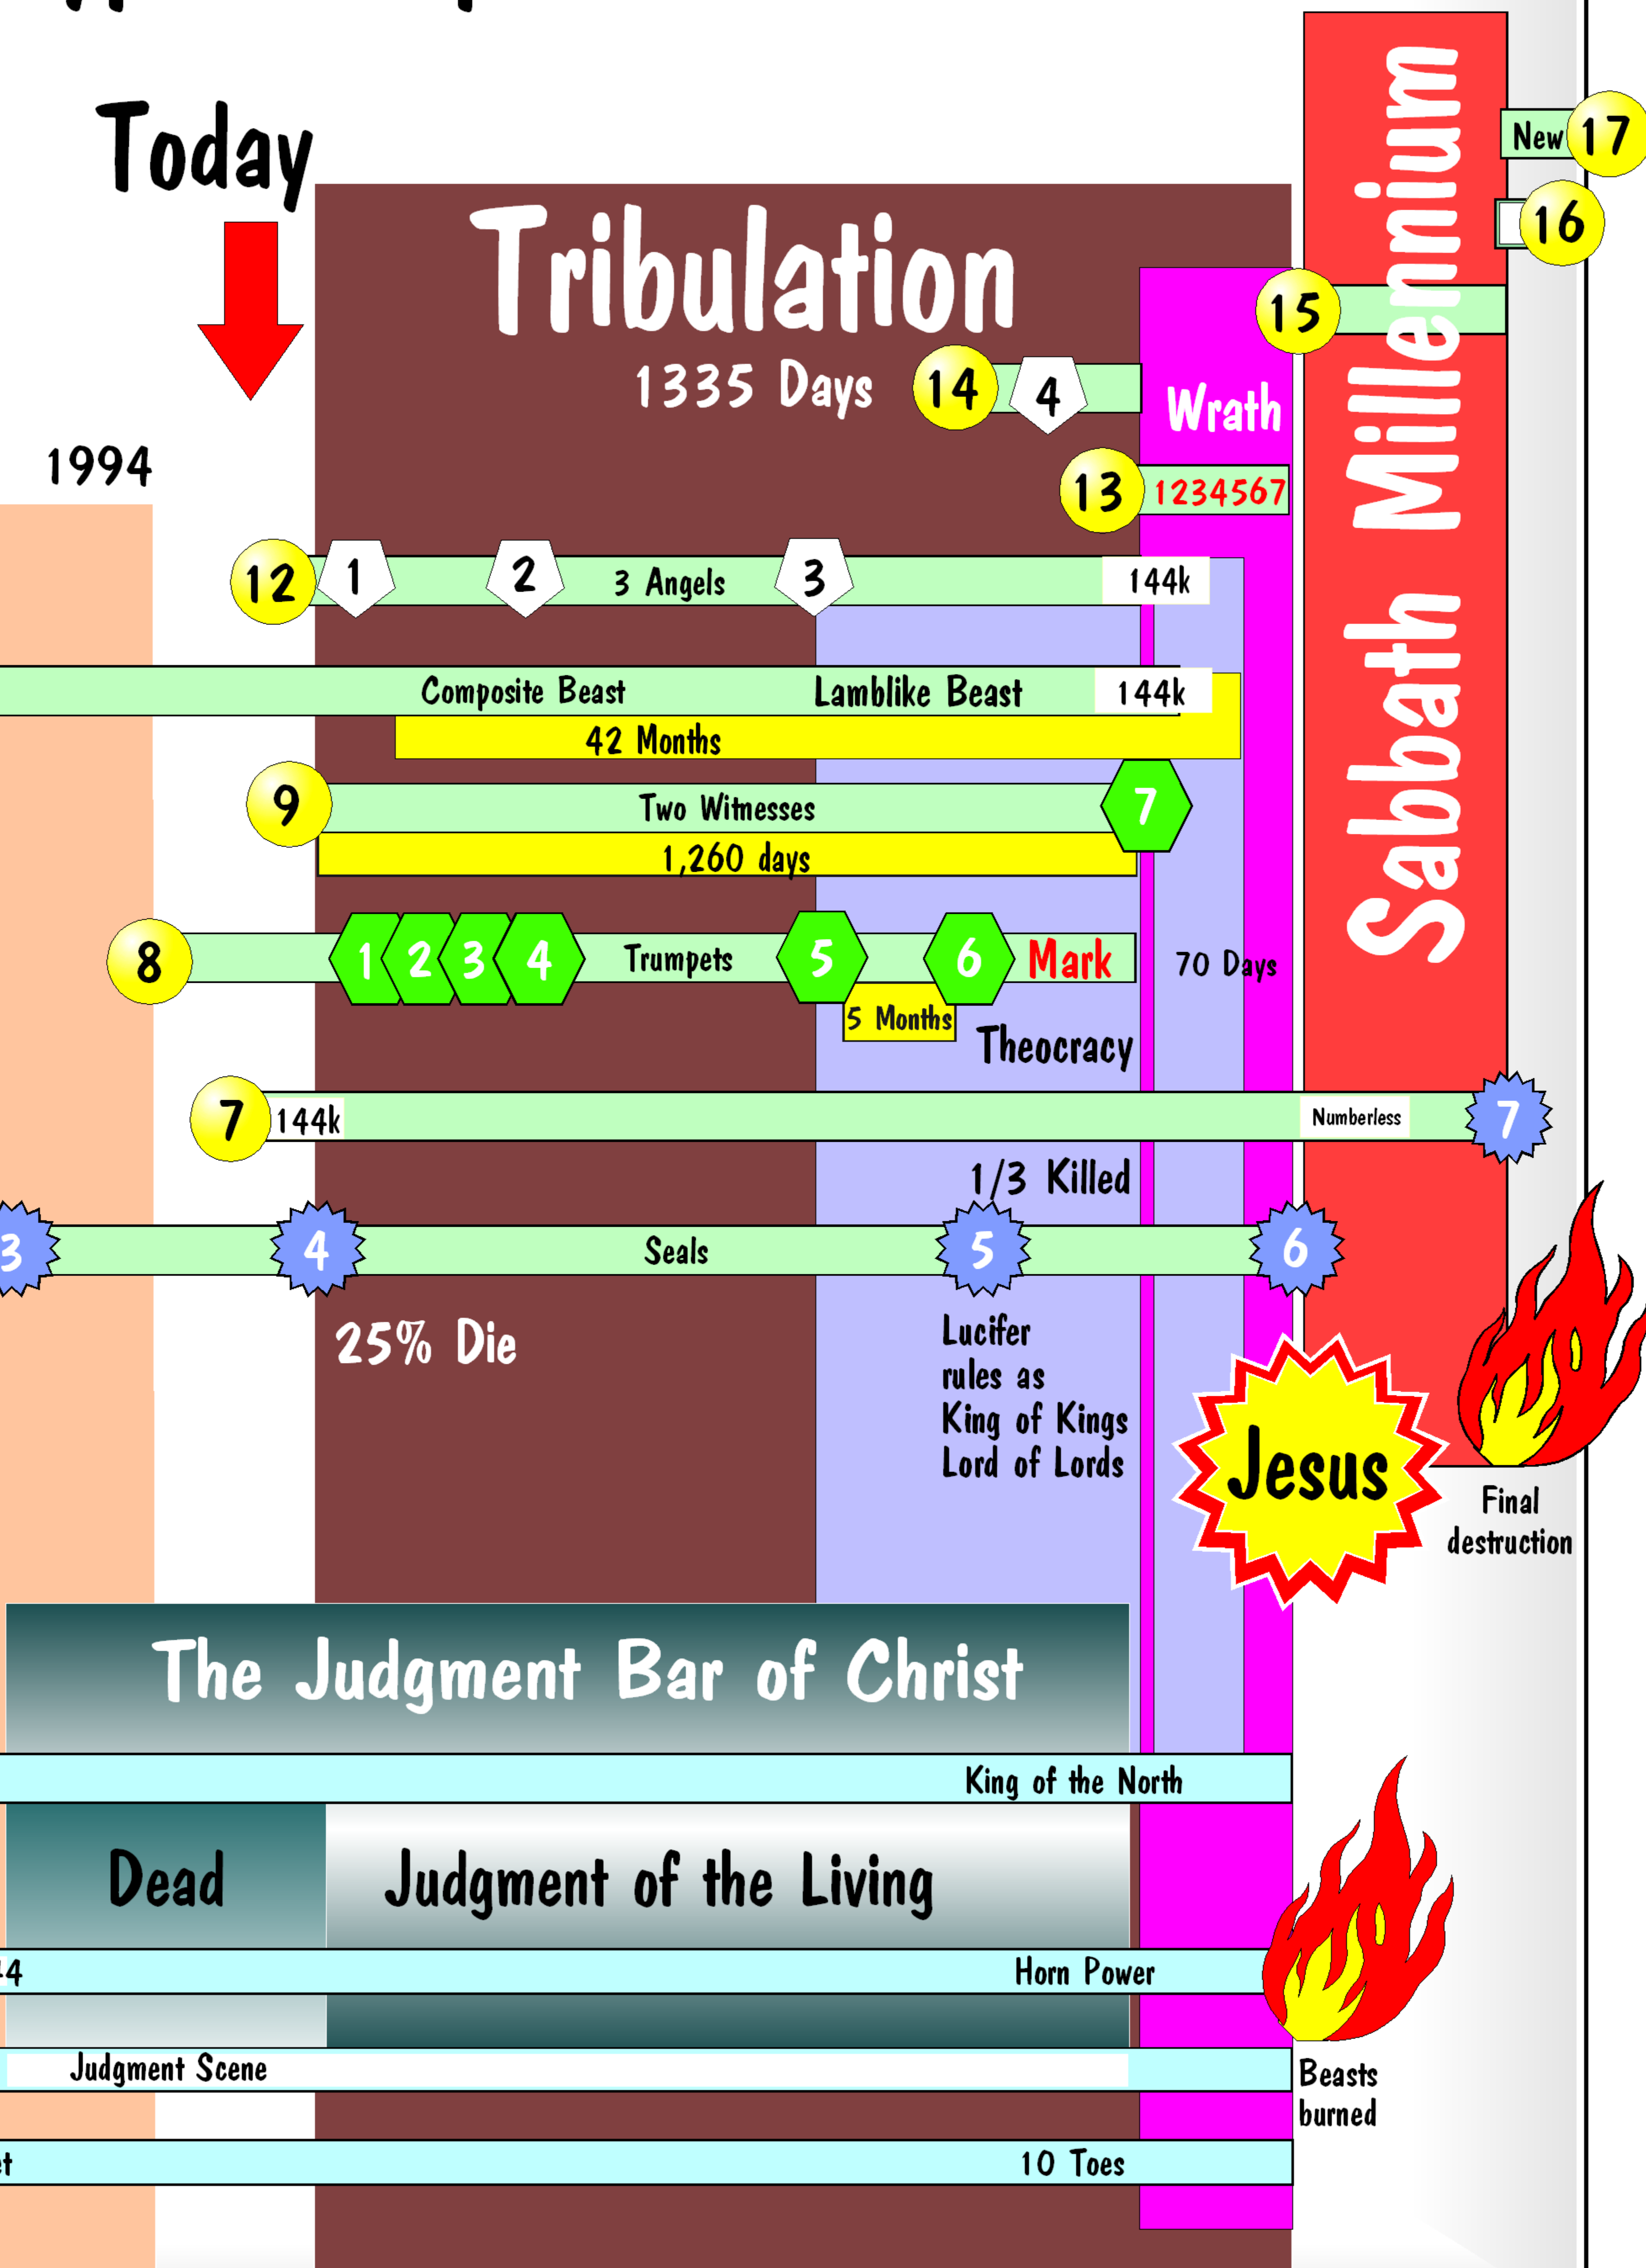 Today
Tribulation
1335 Days
1994
Sabbath Millennium
New
17
16
15
14
4
Wrath
13
1234567
12
1
2
3 Angels
3
144k
Composite Beast
Lamblike Beast
144k
42 Months
9
Two Witnesses
7
1,260 days
8
1
2
3
4
Trumpets
5
6
Mark
70 Days
5 Months
Theocracy
7
144k
Numberless
7
1/3 Killed
3
4
Seals
5
6
25% Die
Lucifer
rules as
King of Kings
Lord of Lords
Jesus
Final
destruction
The Judgment Bar of Christ
King of the North
Dead
Judgment of the Living
4
Horn Power
Judgment Scene
Beasts
burned
10 Toes